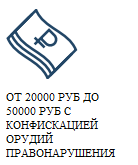 ОТ 20000 РУБ ДО
50000 РУБ С
КОНФИСКАЦИЕЙ
ОРУДИЙ
ПРАВОНАРУШЕНИЯ